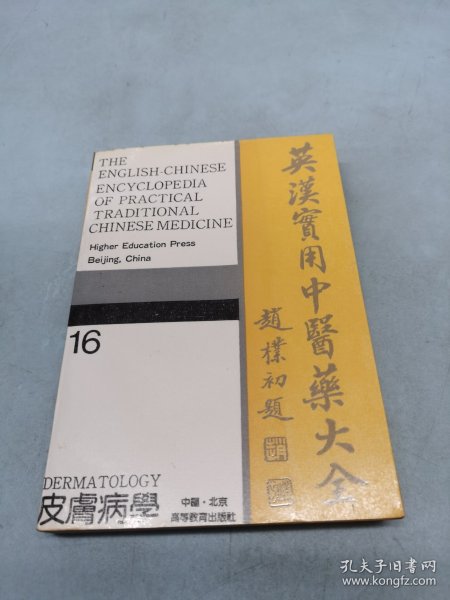 THE
ENGLISH-CHINESE
ENCYCLOPEDIA
OF PRACTICAL
TRADITIONAL
CHINESE MEDICINE
Higher Education Press
Beijing, China
16
DERMATOLOGY
皮膚病學
中國·北京
高等教育出版社
英漢實用中醫藥大全
趙樸初題
孔夫子旧书网
www.kongfz.com